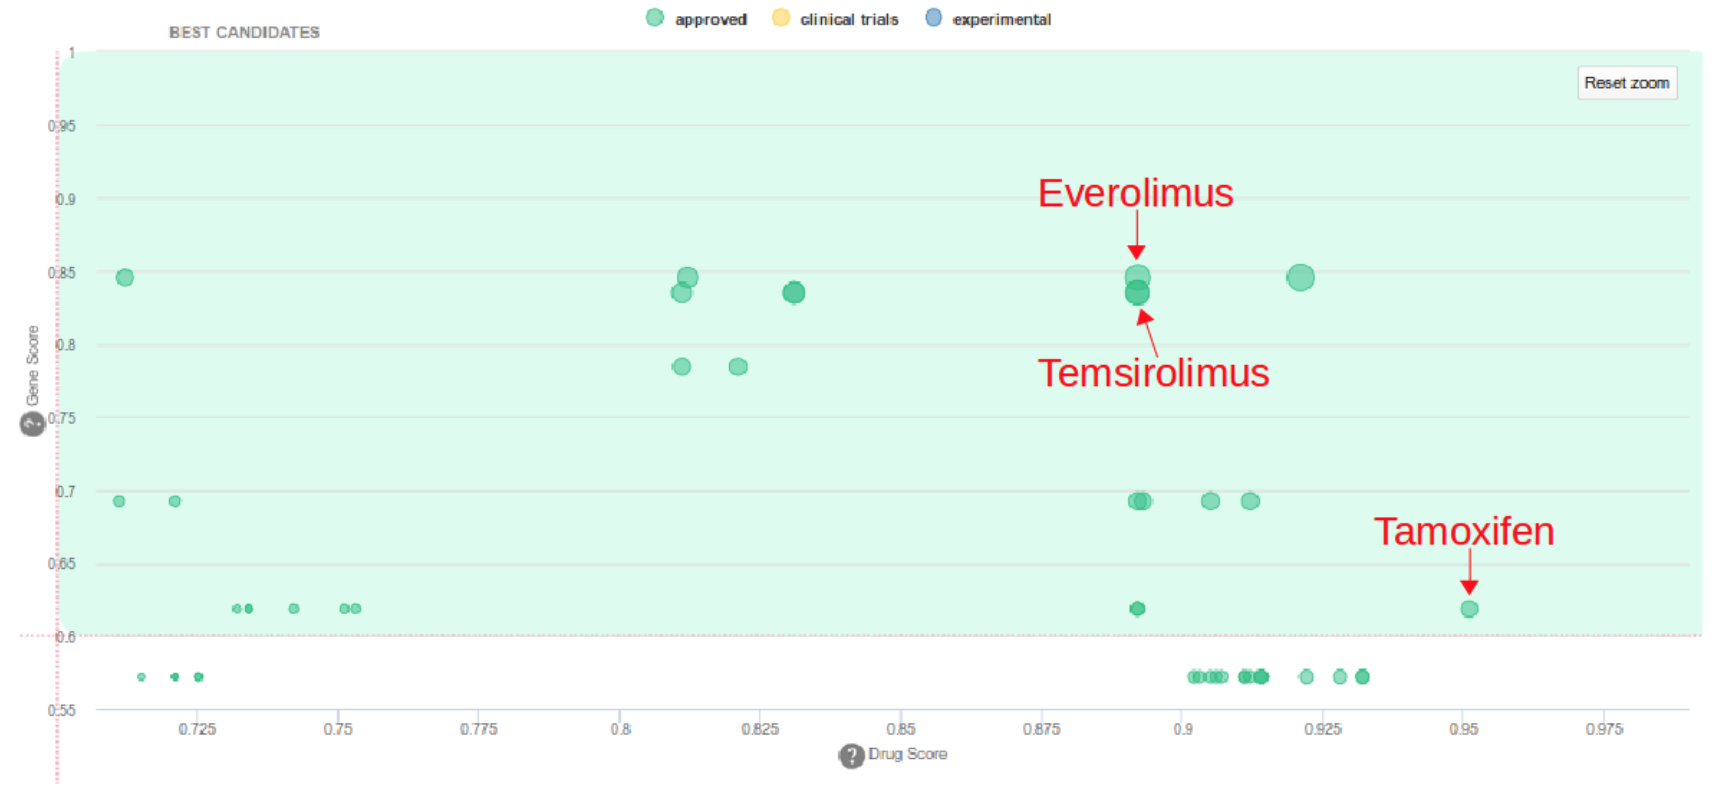 approved clinical trials experimental
BEST CANDIDATES
1
Reset zoom
0.95
Everolimus
0.9
0.85
0.8
Temsirolimus
0.75
? Gene Score
0.7
Tamoxifen
0.65
0.6
0.55
0.725 0.75 0.775 0.8 0.825 0.85 0.875 0.9 0.925 0.95 0.975
? Drug Score